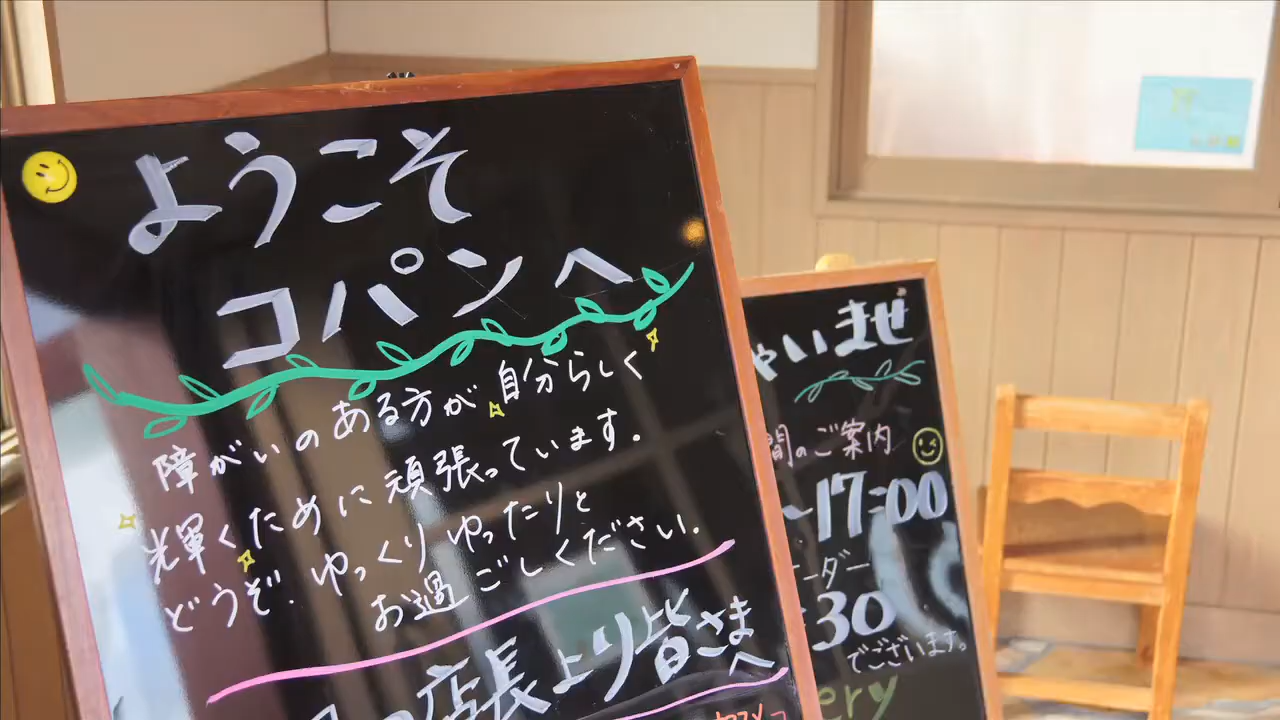 ようこそ
コパンへ
障がいのある方が自分らしく
輝くために頑張っています。
どうぞ、ゆっくりゆったりと
お過ごしください。
店長より皆さま
へ
ゃいませ
間のご案内
~17:00
ーダー
30
でございます。
ery